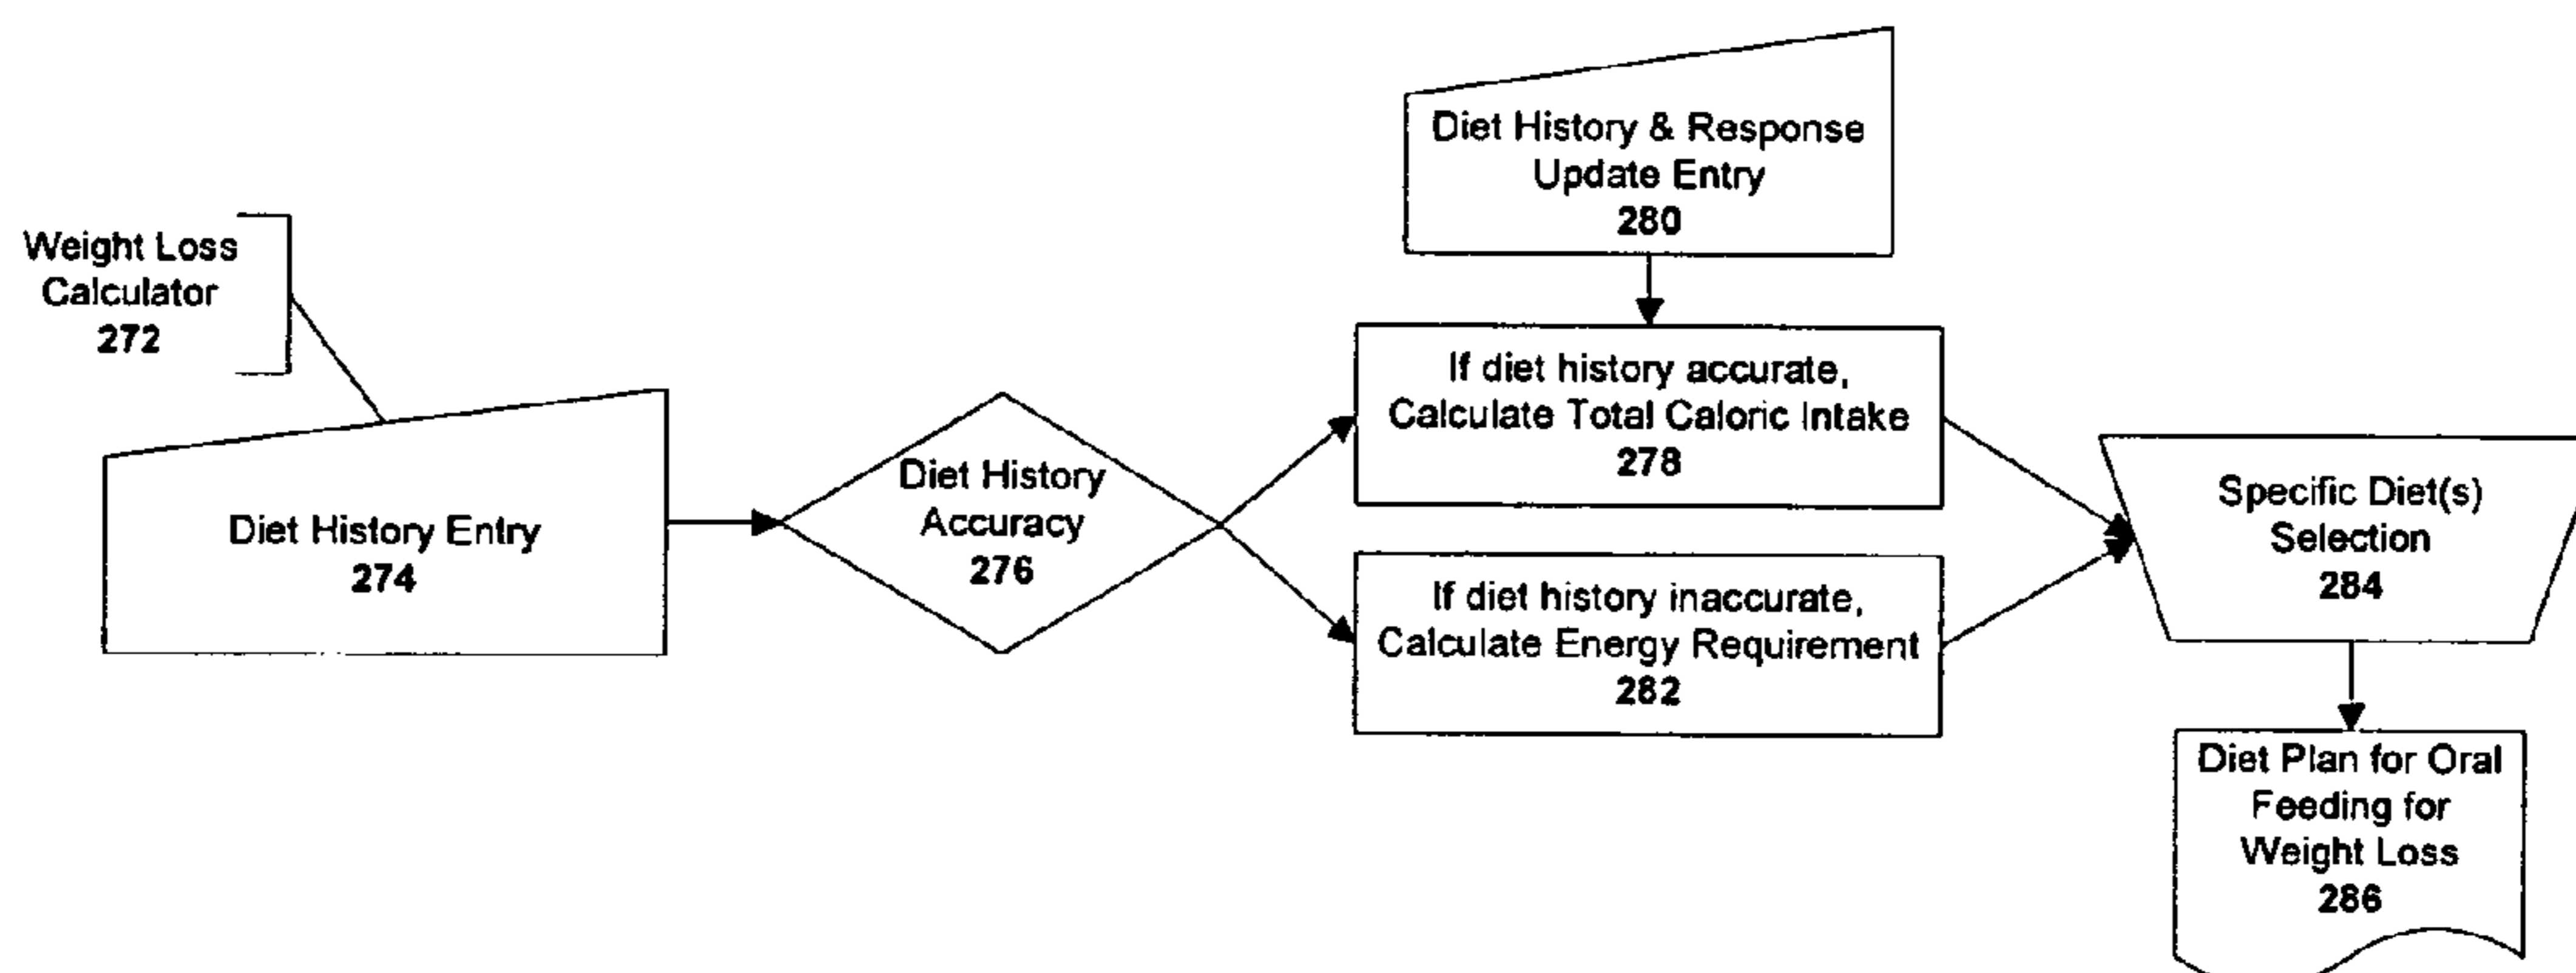 Weight Loss
Calculator
272
Diet History Entry
274
Diet History
Accuracy
276
Diet History & Response
Update Entry
280
If diet history accurate,
Calculate Total Caloric Intake
278
If diet history inaccurate,
Calculate Energy Requirement
282
Specific Diet(s)
Selection
284
Diet Plan for Oral
Feeding for
Weight Loss
286